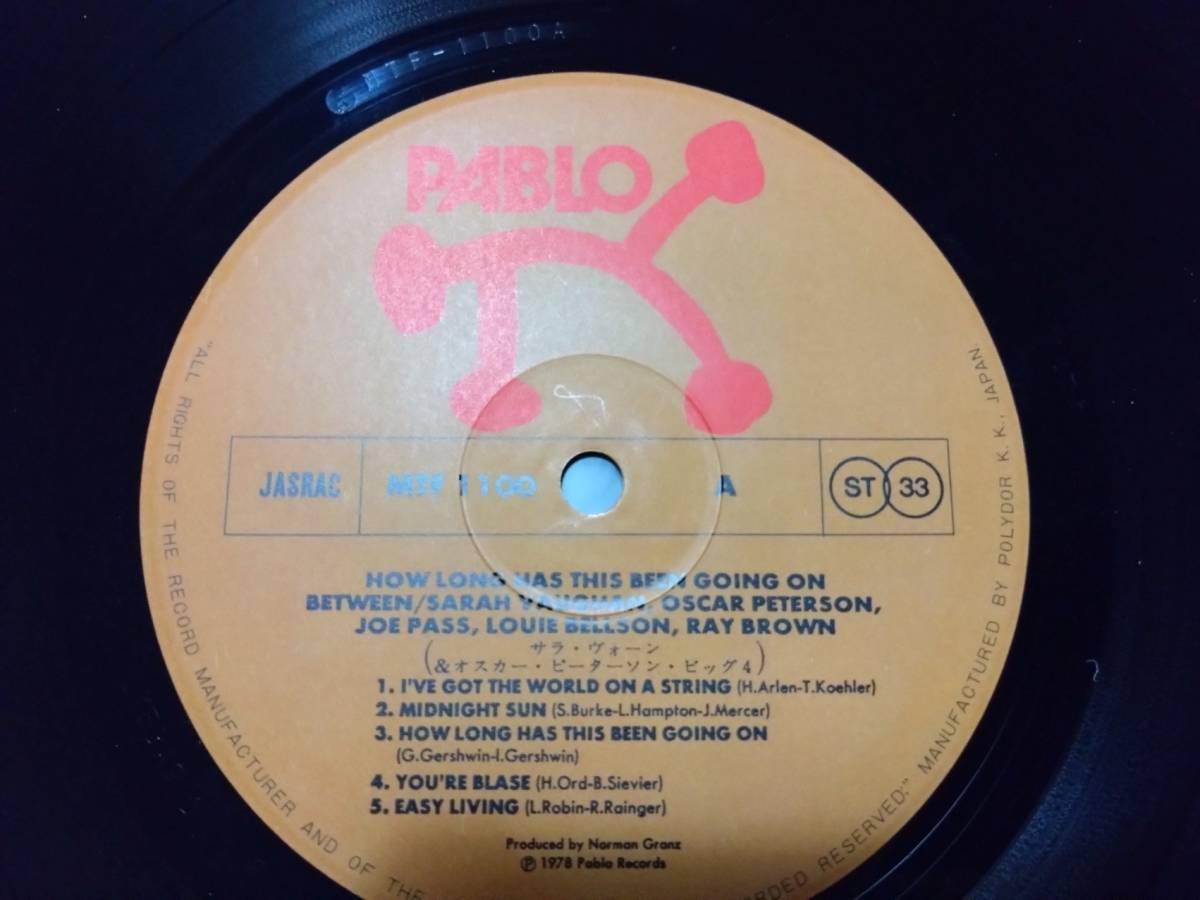 MTF-1100A
PABLO
JASRAC MTF 1100 A ST 33
HOW LONG HAS THIS BEEN GOING ON
BETWEEN/SARAH VAUGHAN, OSCAR PETERSON,
JOE PASS, LOUIE BELLSON, RAY BROWN
(サラ・ヴォーン
&オスカー・ピーターソン・ビッグ4)
1. I'VE GOT THE WORLD ON A STRING (H.Arlen-T.Koehler)
2. MIDNIGHT SUN (S.Burke-L.Hampton-J.Mercer)
3. HOW LONG HAS THIS BEEN GOING ON
(G.Gershwin-I.Gershwin)
4. YOU'RE BLASE (H.Ord-B.Sievier)
5. EASY LIVING (L.Robin-R.Rainger)
Produced by Norman Granz
Ⓟ 1978 Pablo Records
"ALL RIGHTS OF THE RECORD MANUFACTURER AND OF THE
RESERVED." MANUFACTURED BY POLYDOR K. K., JAPAN.